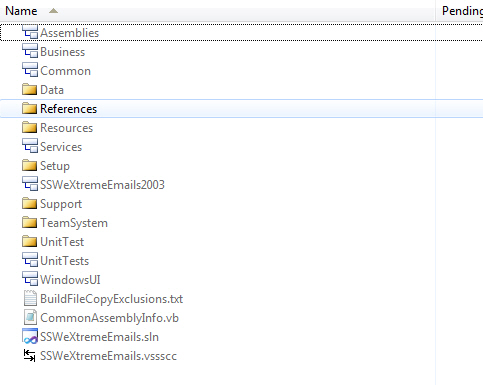 Name Pending
Assemblies
Business
Common
Data
References
Resources
Services
Setup
SSWeXtremeEmails2003
Support
TeamSystem
UnitTest
UnitTests
WindowsUI
BuildFileCopyExclusions.txt
CommonAssemblyInfo.vb
SSWeXtremeEmails.sln
SSWeXtremeEmails.vssscc